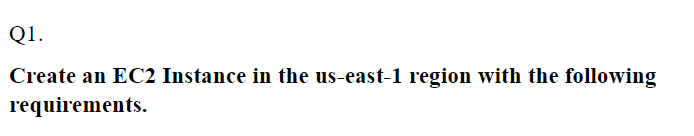 Q1.
Create an EC2 Instance in the us-east-1 region with the following
requirements.